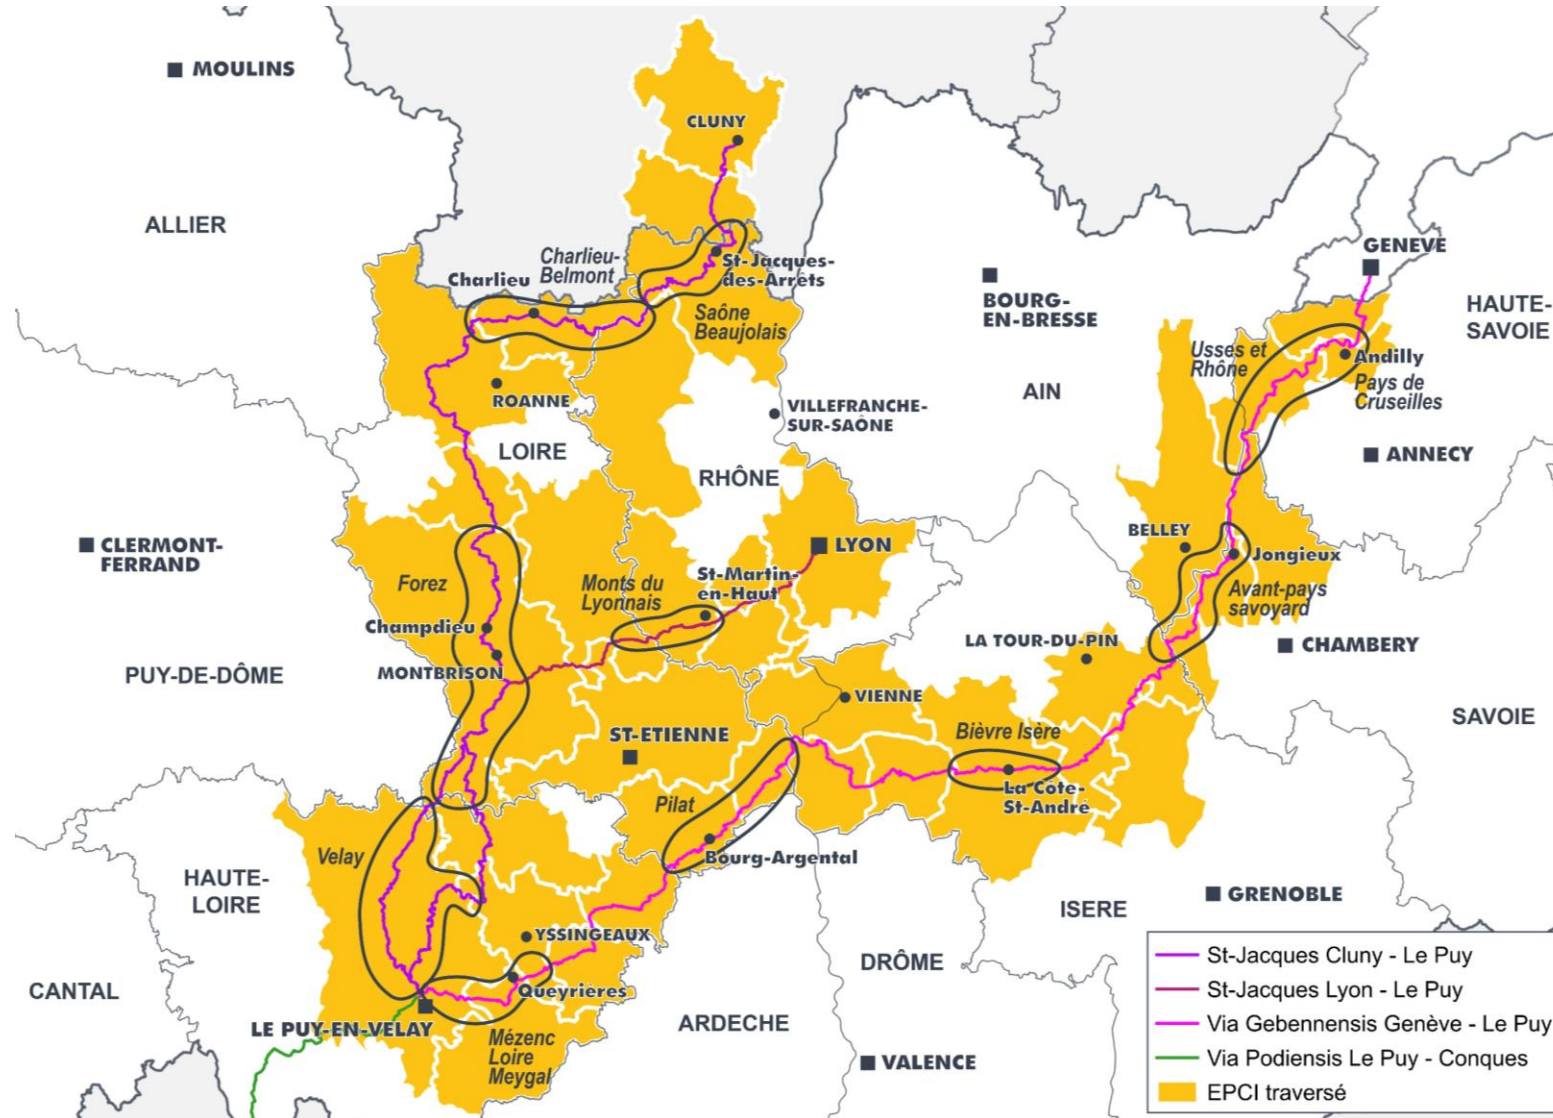 MOULINS
CLUNY
ALLIER
Charlieu-
Belmont
Charlieu
St-Jacques-
des-Arrêts
GENEVE
BOURG-
EN-BRESSE
HAUTE-
SAVOIE
Saône
Beaujolais
Usses et
Rhône
Andilly
Pays de
Cruseilles
ROANNE
AIN
VILLEFRANCHE-
SUR-SAÔNE
LOIRE
RHÔNE
ANNECY
CLERMONT-
FERRAND
LYON
BELLEY
Jongieux
Forez
Monts du
Lyonnais
St-Martin-
en-Haut
Avant-pays
savoyard
Champdieu
LA TOUR-DU-PIN
CHAMBERY
PUY-DE-DÔME
MONTBRISON
VIENNE
SAVOIE
ST-ETIENNE
Bièvre Isère
La Côte-
St-André
Pilat
Bourg-Argental
Velay
HAUTE-
LOIRE
GRENOBLE
ISERE
YSSINGEAUX
DRÔME
CANTAL
Queyrières
LE PUY-EN-VELAY
ARDECHE
Mézenc
Loire
Meygal
VALENCE
St-Jacques Cluny - Le Puy
St-Jacques Lyon - Le Puy
Via Gebennensis Genève - Le Puy
Via Podiensis Le Puy - Conques
EPCI traversé